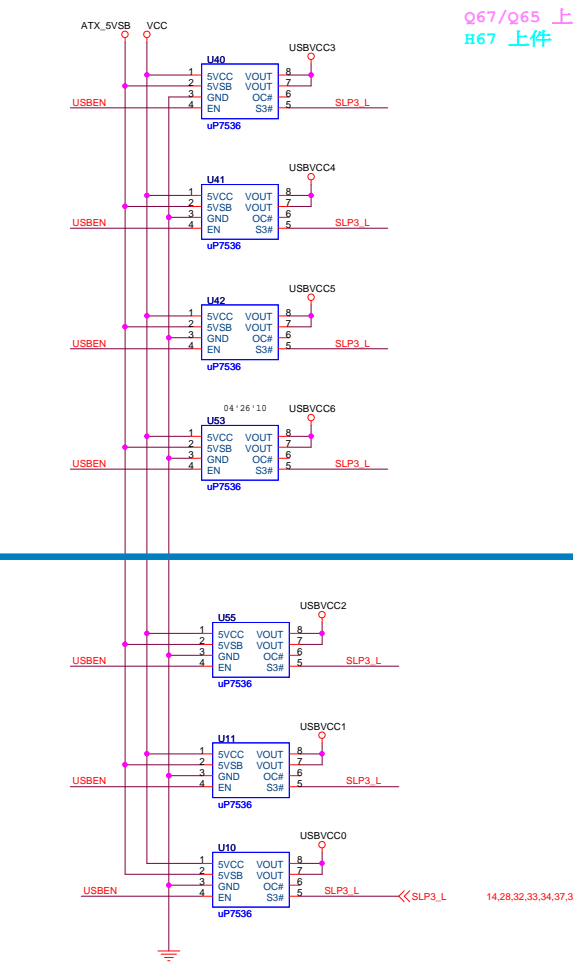 Q67/Q65 上
H67 上件
ATX_5VSB VCC
U40
USBVCC3
1 5VCC VOUT 8
2 5VSB VOUT 7
3 GND OC# 6
USBEN 4 EN S3# 5 SLP3_L
uP7536
USBVCC4
U41
1 5VCC VOUT 8
2 5VSB VOUT 7
3 GND OC# 6
USBEN 4 EN S3# 5 SLP3_L
uP7536
USBVCC5
U42
1 5VCC VOUT 8
2 5VSB VOUT 7
3 GND OC# 6
USBEN 4 EN S3# 5 SLP3_L
uP7536
04'26'10 USBVCC6
U53
1 5VCC VOUT 8
2 5VSB VOUT 7
3 GND OC# 6
USBEN 4 EN S3# 5 SLP3_L
uP7536
USBVCC2
U55
1 5VCC VOUT 8
2 5VSB VOUT 7
3 GND OC# 6
USBEN 4 EN S3# 5 SLP3_L
uP7536
USBVCC1
U11
1 5VCC VOUT 8
2 5VSB VOUT 7
3 GND OC# 6
USBEN 4 EN S3# 5 SLP3_L
uP7536
USBVCC0
U10
1 5VCC VOUT 8
2 5VSB VOUT 7
3 GND OC# 6
USBEN 4 EN S3# 5 SLP3_L SLP3_L 14,28,32,33,34,37,3
uP7536